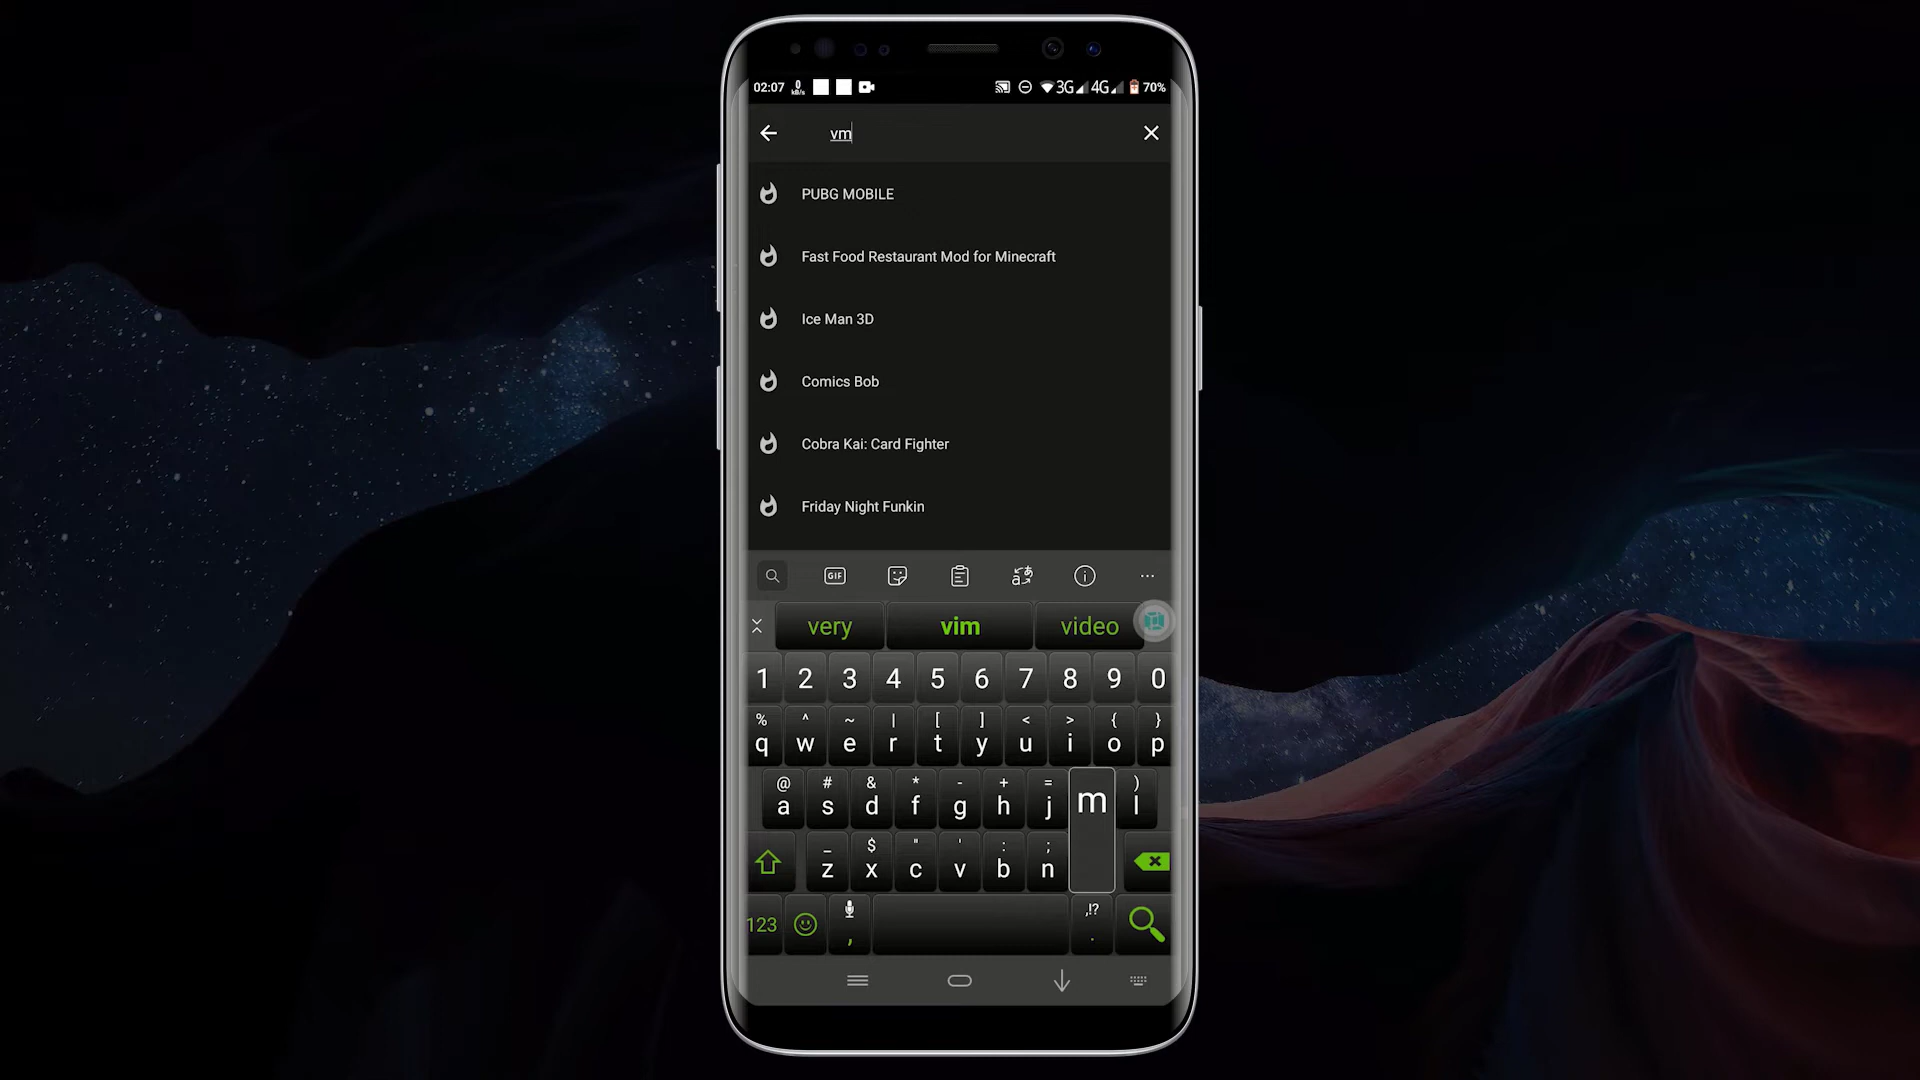 02:07 0 kB/s 3G 4G 70%
vm
PUBG MOBILE
Fast Food Restaurant Mod for Minecraft
Ice Man 3D
Comics Bob
Cobra Kai: Card Fighter
Friday Night Funkin
GIF
very vim video
1 2 3 4 5 6 7 8 9 0
% ^ ~ | [ ] < > { }
q w e r t y u i o p
@ # & * - + = )
a s d f g h j m l
_ $ " ' : ;
z x c v b n
,!?
123 , .